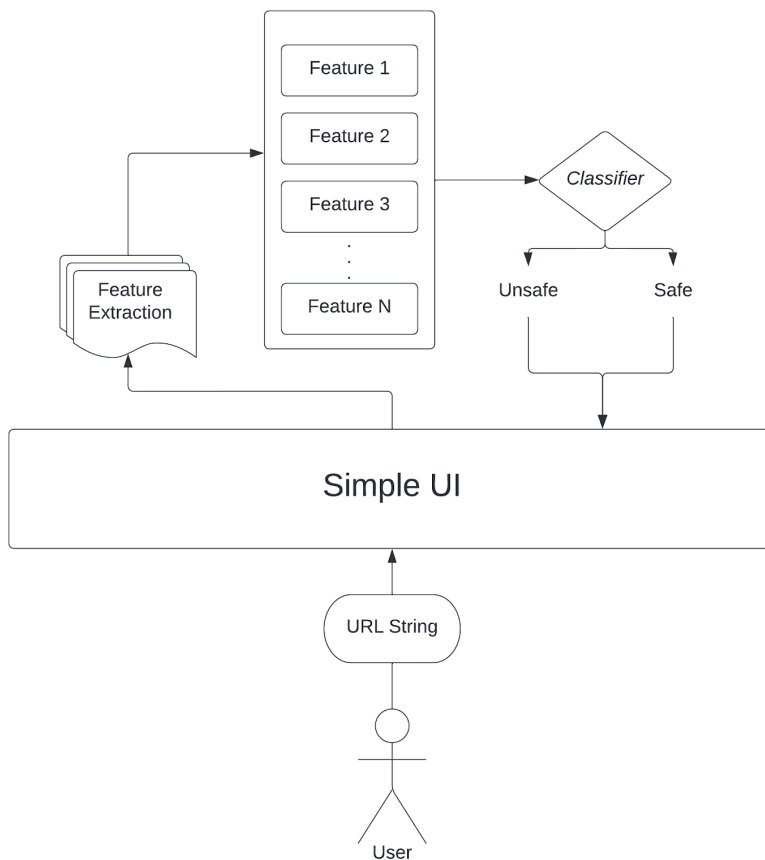 Feature 1
Feature 2
Feature 3
.
.
.
Feature N
Classifier
Feature
Extraction
Unsafe
Safe
Simple UI
URL String
User